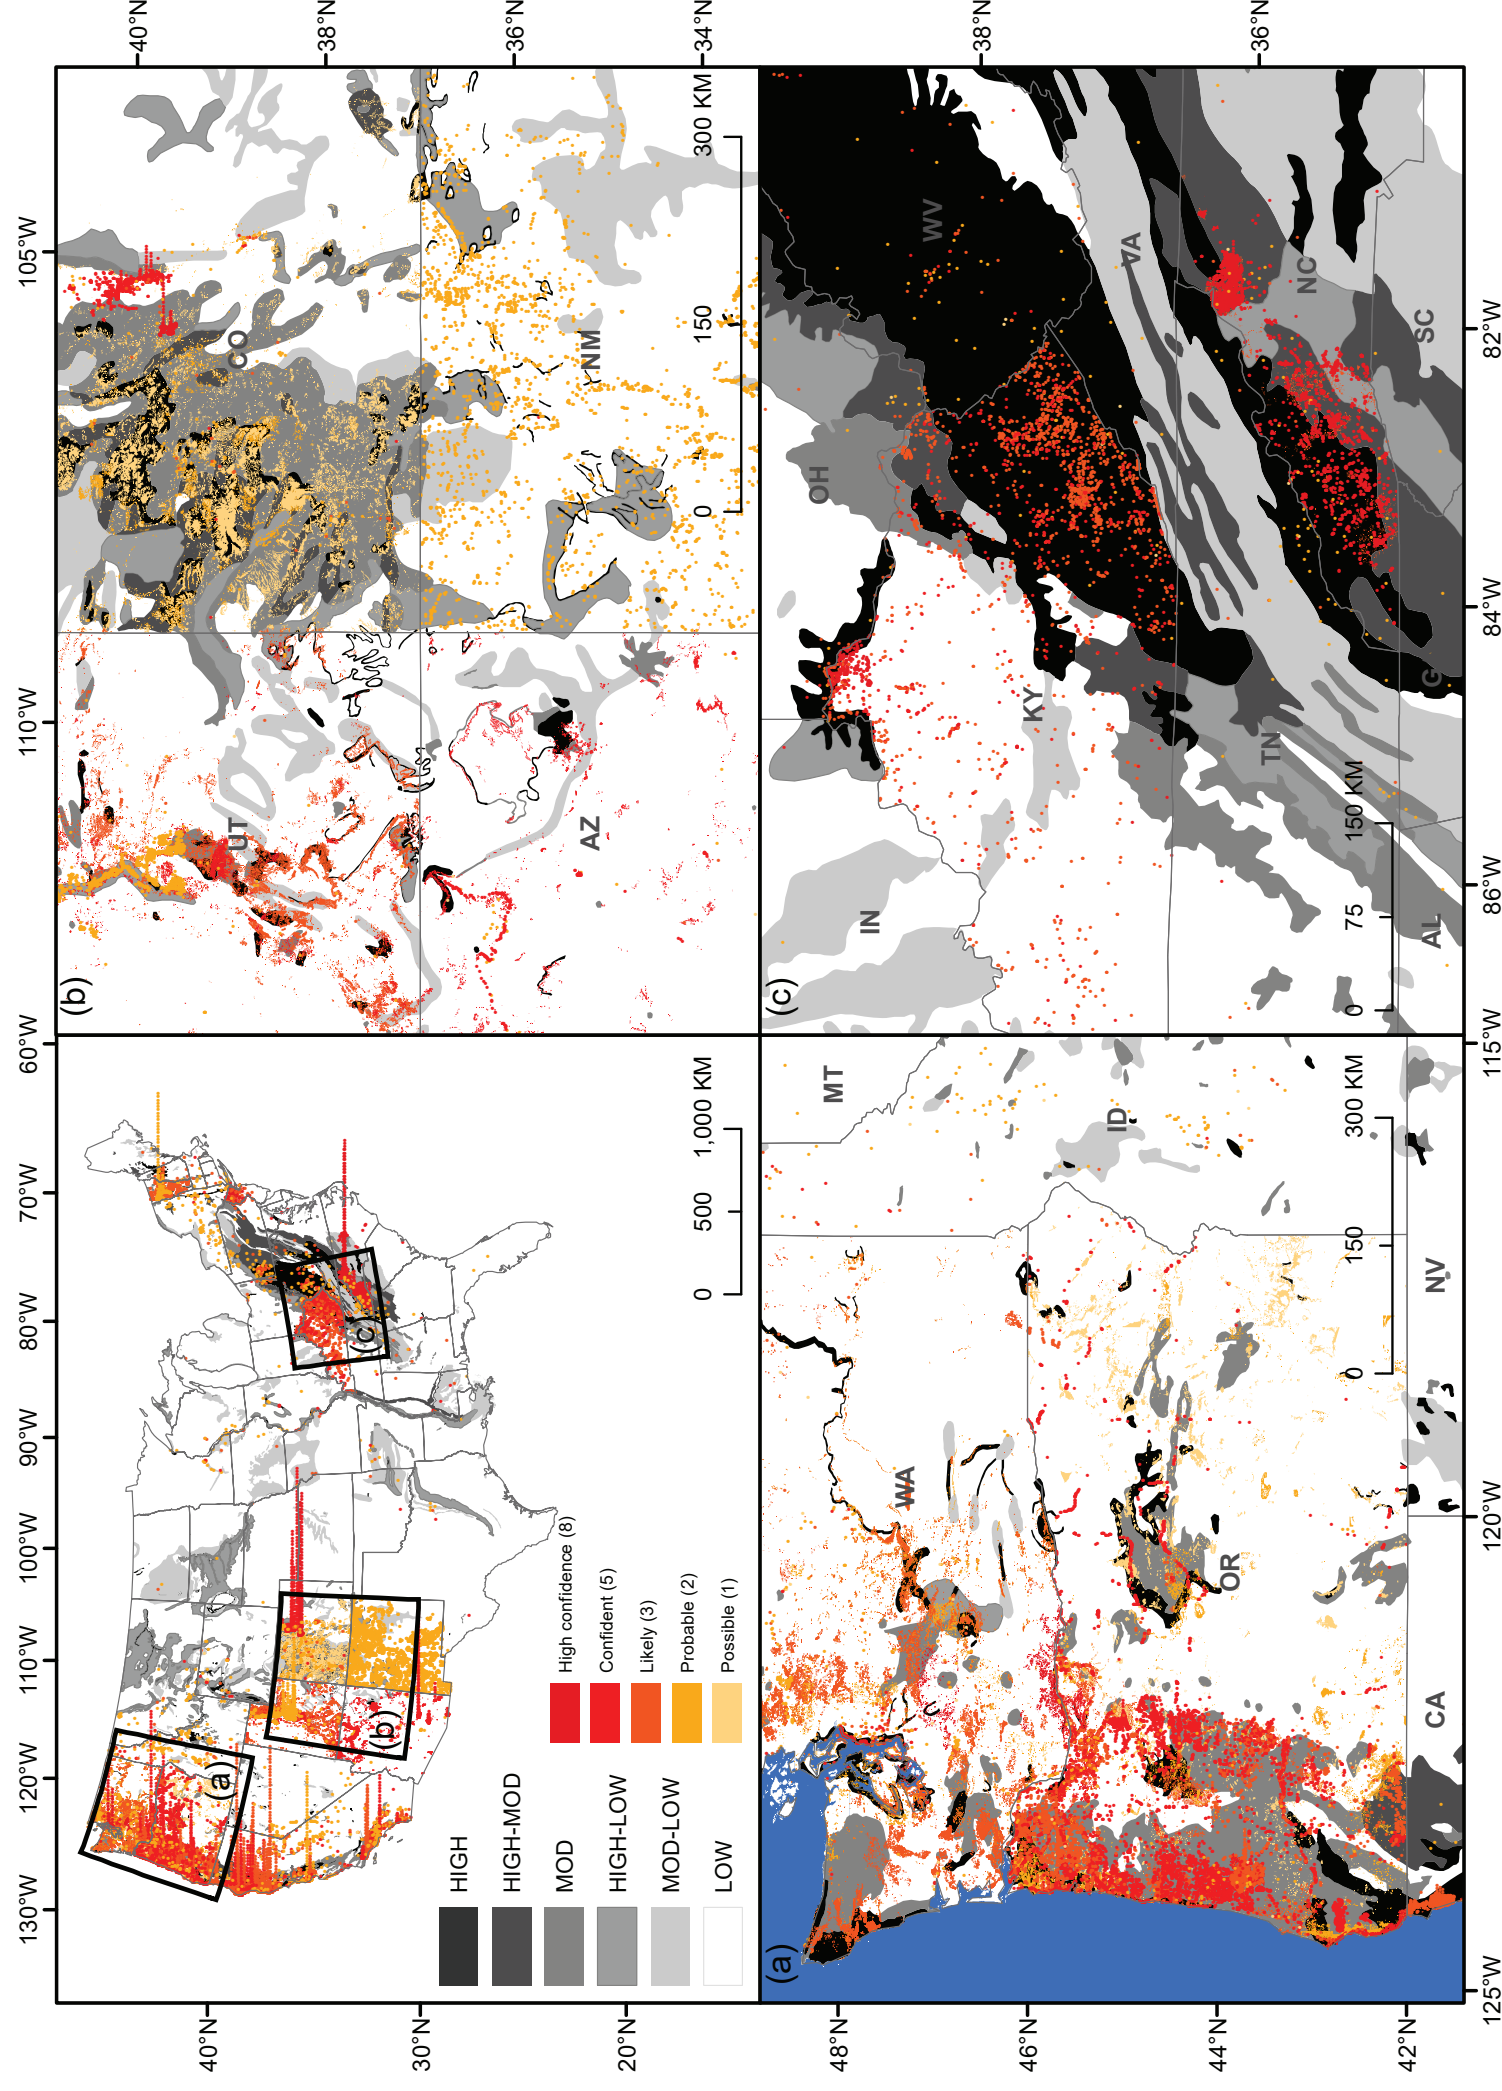 130°W 120°W 110°W 100°W 90°W 80°W 70°W 60°W
110°W 105°W
40°N
30°N
20°N
(a)
(b)
(c)
HIGH
HIGH-MOD
MOD
HIGH-LOW
MOD-LOW
LOW
High confidence (8)
Confident (5)
Likely (3)
Probable (2)
Possible (1)
0 500 1,000 KM
(b)
UT
CO
AZ
NM
0 150 300 KM
40°N
38°N
36°N
34°N
(a)
MT
WA
ID
OR
CA
NV
0 150 300 KM
48°N
46°N
44°N
42°N
125°W 120°W 115°W
(c)
OH
WV
IN
KY
VA
TN
NC
AL
G
SC
0 75 150 KM
38°N
36°N
86°W 84°W 82°W